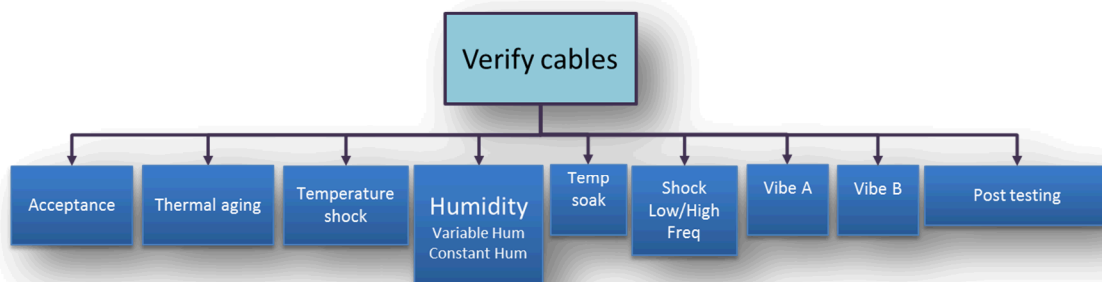 Verify cables
Acceptance
Thermal aging
Temperature
shock
Humidity
Variable Hum
Constant Hum
Temp
soak
Shock
Low/High
Freq
Vibe A
Vibe B
Post testing